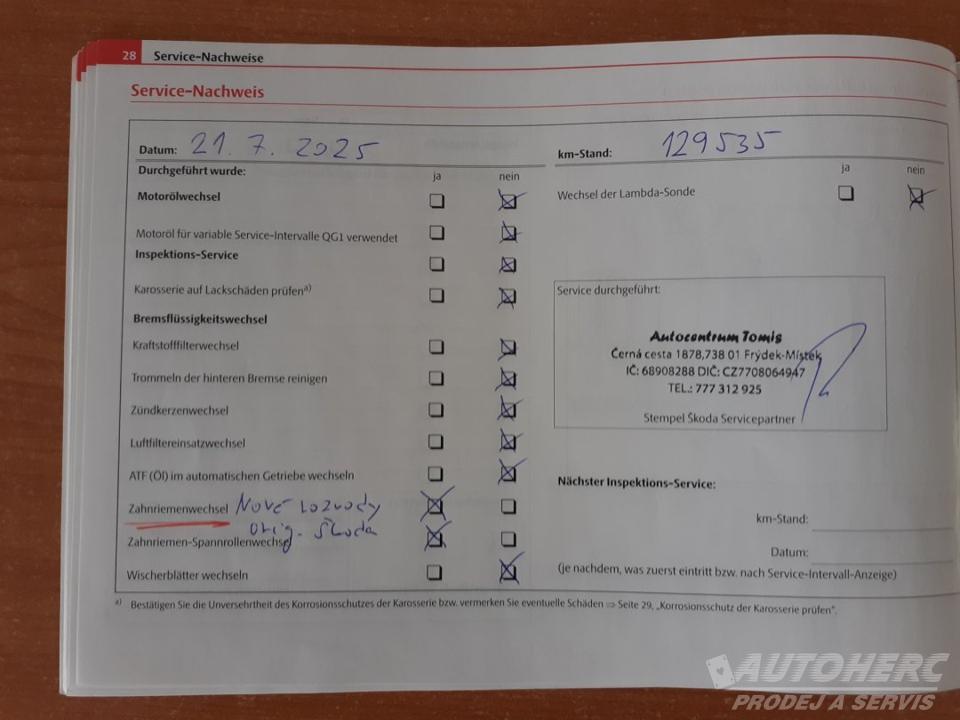 28 Service-Nachweise
Service-Nachweis
Datum: 21. 7. 2025
km-Stand: 129535
Durchgeführt wurde:
ja nein
ja nein
Motorölwechsel
Wechsel der Lambda-Sonde
Motoröl für variable Service-Intervalle QG1 verwendet
Inspektions-Service
Karosserie auf Lackschäden prüfen a)
Bremsflüssigkeitswechsel
Kraftstofffilterwechsel
Trommeln der hinteren Bremse reinigen
Zündkerzenwechsel
Luftfiltereinsatzwechsel
ATF (Öl) im automatischen Getriebe wechseln
Zahnriemenwechsel Nové rozvody
orig. Škoda
Zahnriemen-Spannrollenwechsel
Wischerblätter wechseln
Service durchgeführt:
Autocentrum Tomis
Černá cesta 1878,738 01 Frýdek-Místek
IČ: 68908288 DIČ: CZ7708064947
TEL.: 777 312 925
Stempel Škoda Servicepartner
Nächster Inspektions-Service:
km-Stand:
Datum:
(je nachdem, was zuerst eintritt bzw. nach Service-Intervall-Anzeige)
a) Bestätigen Sie die Unversehrtheit des Korrosionsschutzes der Karosserie bzw. vermerken Sie eventuelle Schäden ⇒ Seite 29, „Korrosionsschutz der Karosserie prüfen".
AUTOHERC
PRODEJ A SERVIS